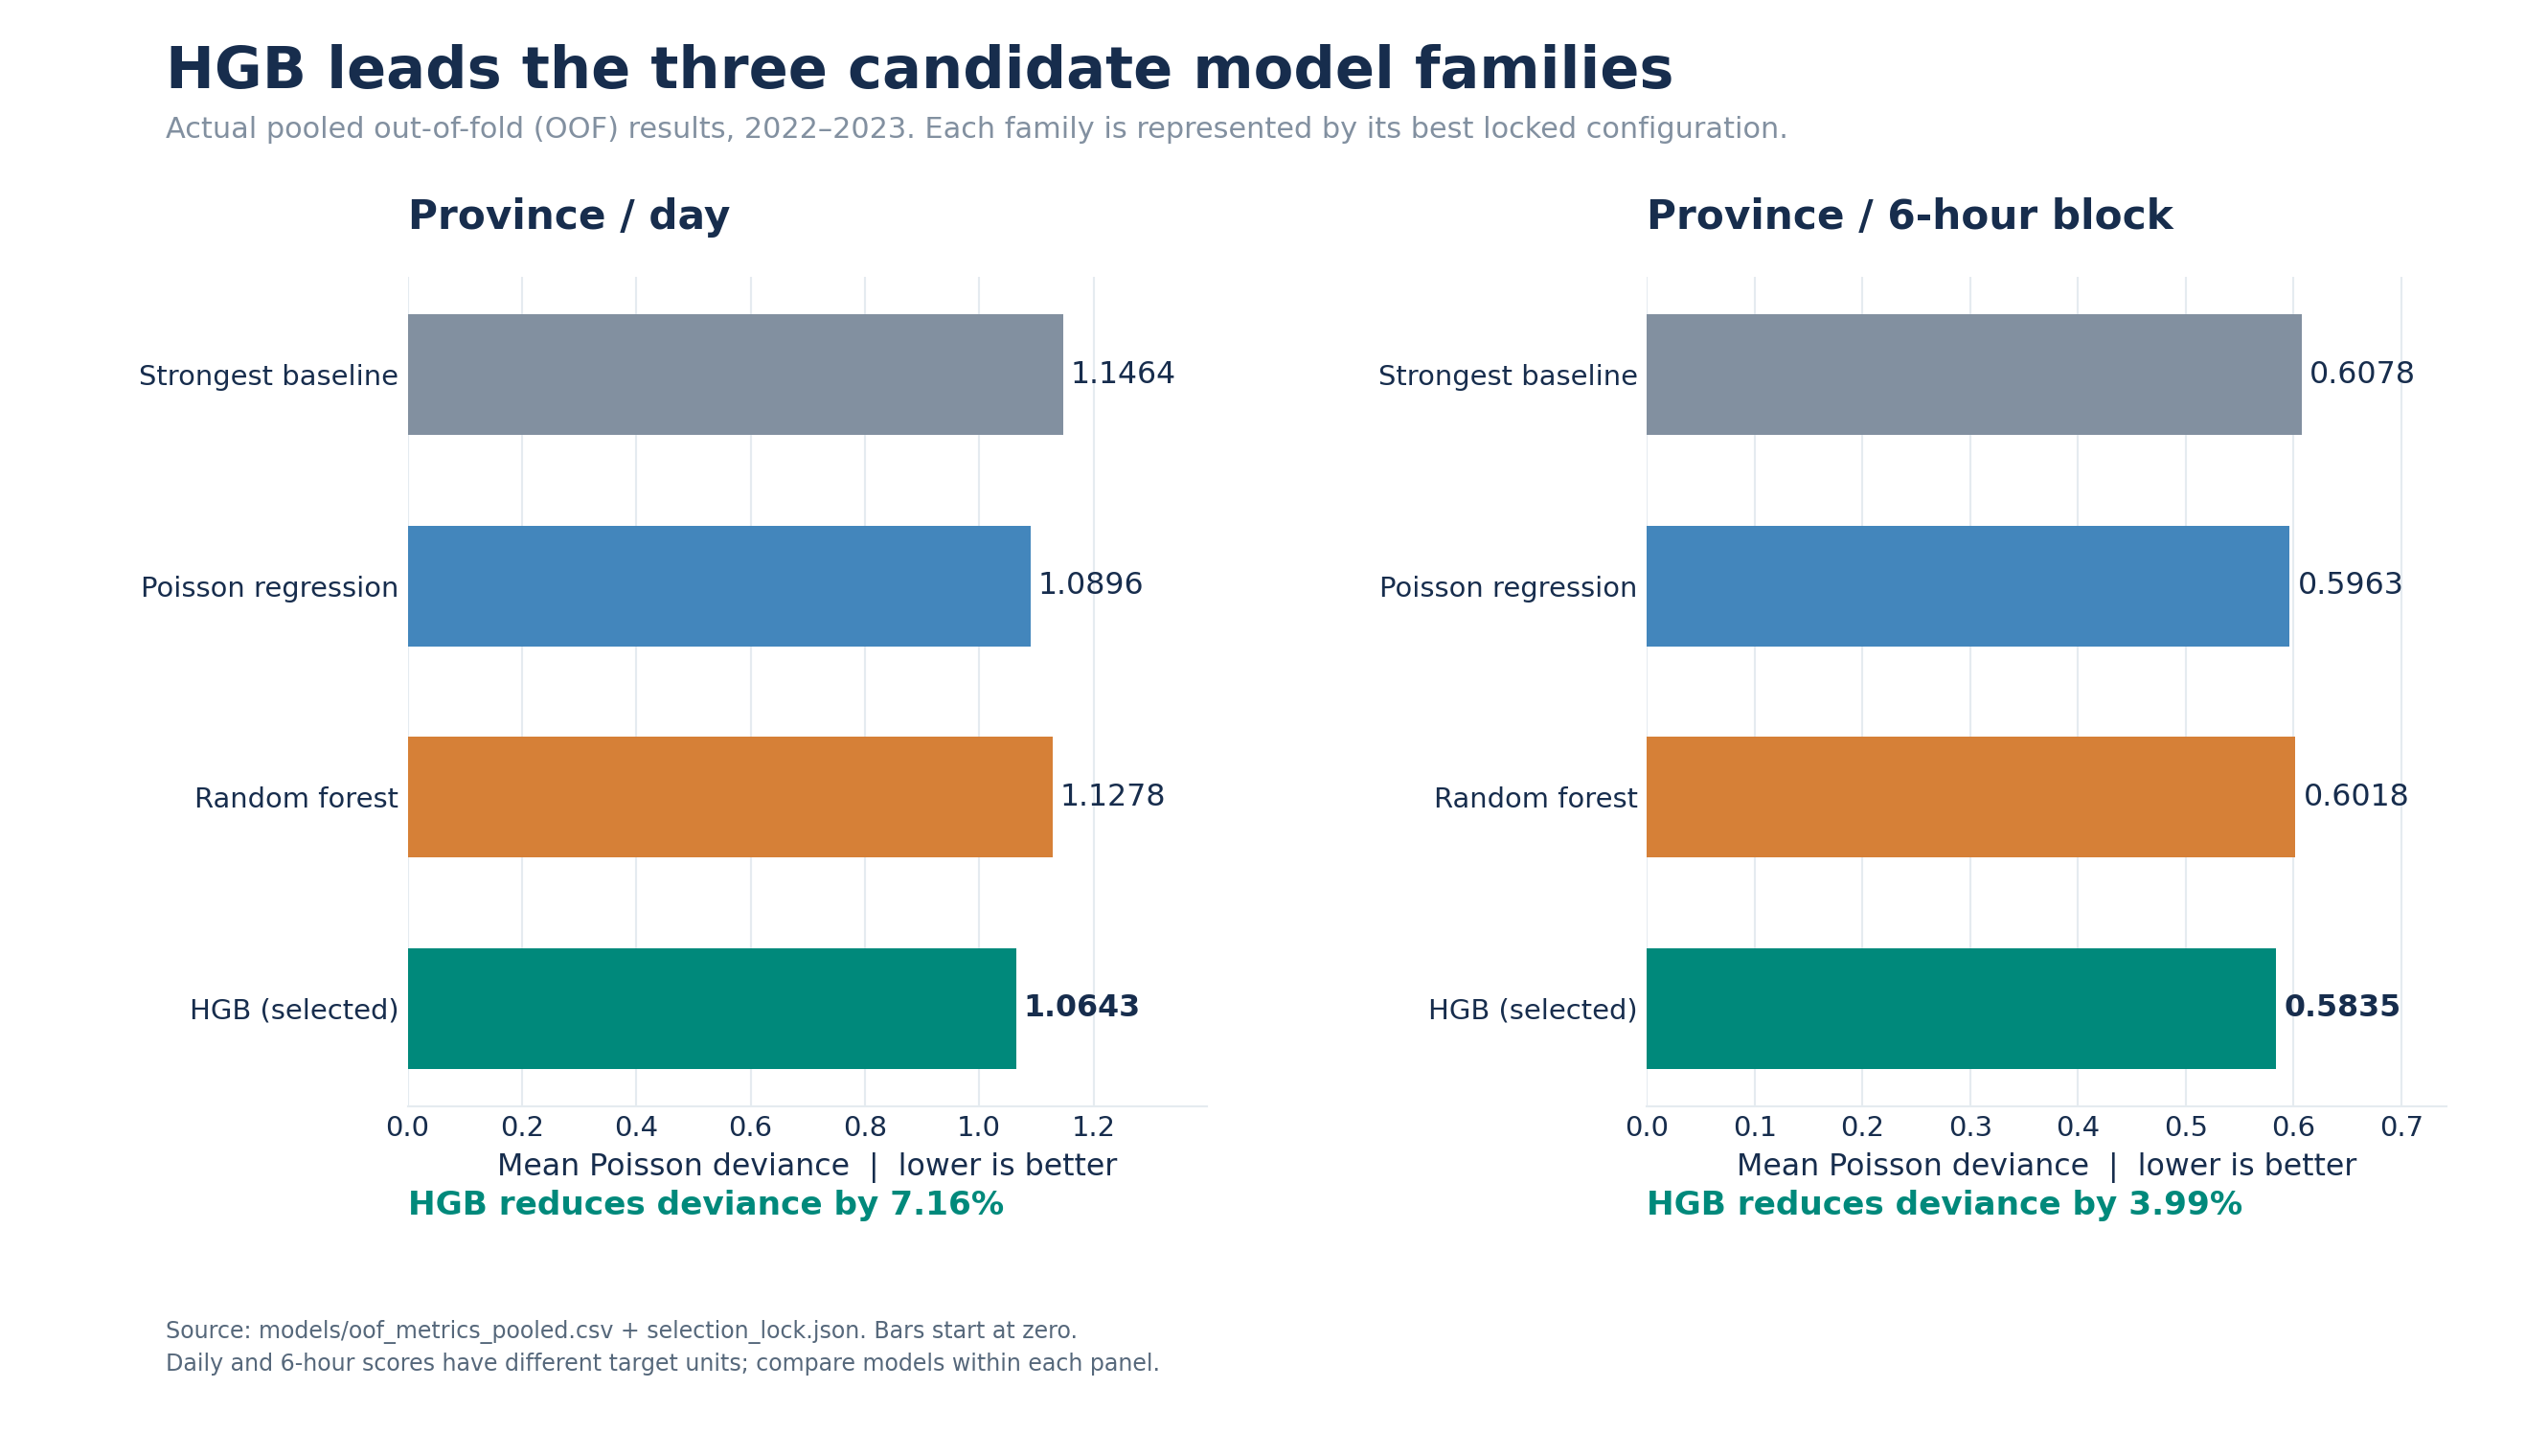 HGB leads the three candidate model families
Actual pooled out-of-fold (OOF) results, 2022–2023. Each family is represented by its best locked configuration.
Province / day
Strongest baseline
1.1464
Poisson regression
1.0896
Random forest
1.1278
HGB (selected)
1.0643
0.0 0.2 0.4 0.6 0.8 1.0 1.2
Mean Poisson deviance | lower is better
HGB reduces deviance by 7.16%
Province / 6-hour block
Strongest baseline
0.6078
Poisson regression
0.5963
Random forest
0.6018
HGB (selected)
0.5835
0.0 0.1 0.2 0.3 0.4 0.5 0.6 0.7
Mean Poisson deviance | lower is better
HGB reduces deviance by 3.99%
Source: models/oof_metrics_pooled.csv + selection_lock.json. Bars start at zero.
Daily and 6-hour scores have different target units; compare models within each panel.